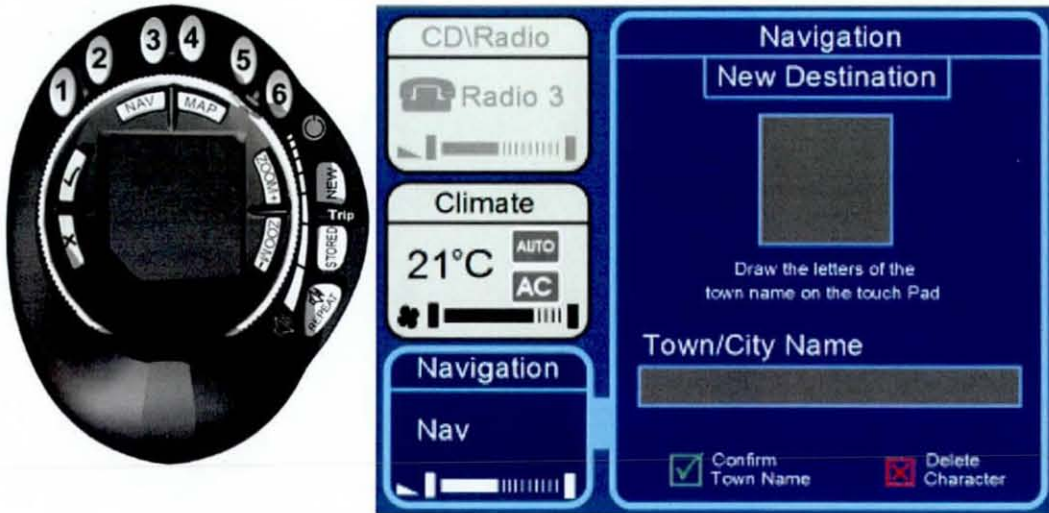 1
2
3
4
5
6
NAV
MAP
ZOOM+
ZOOM-
NEW
Trip
STORED
REPEAT
CD\Radio
Radio 3
Climate
21°C
AUTO
AC
Navigation
Nav
Navigation
New Destination
Draw the letters of the
town name on the touch Pad
Town/City Name
Confirm
Town Name
Delete
Character